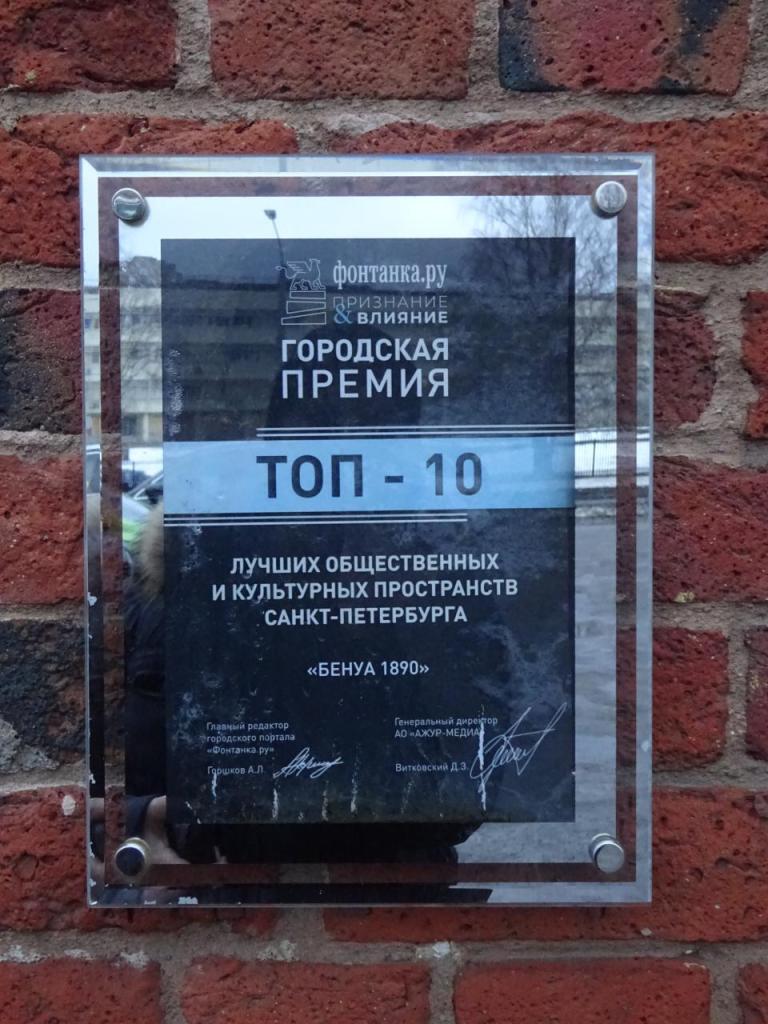 фонтанка.ру
ПРИЗНАНИЕ
& ВЛИЯНИЕ
ГОРОДСКАЯ
ПРЕМИЯ
ТОП - 10
ЛУЧШИХ ОБЩЕСТВЕННЫХ
И КУЛЬТУРНЫХ ПРОСТРАНСТВ
САНКТ-ПЕТЕРБУРГА
«БЕНУА 1890»
Главный редактор
городского портала
«Фонтанка.ру»
Горшков А.Л.
Генеральный директор
АО «АЖУР-МЕДИА»
Витковский Д.З.